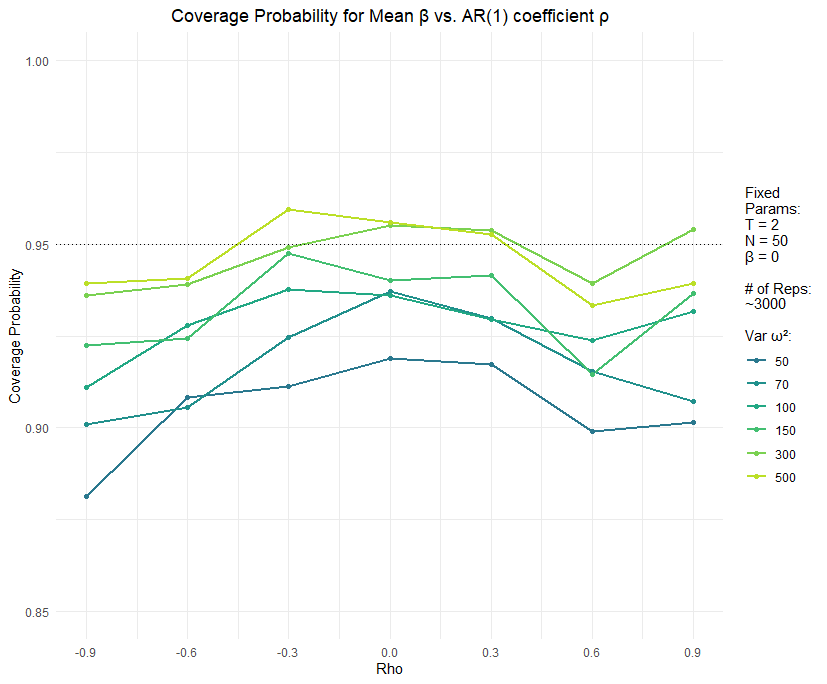 Coverage Probability for Mean β vs. AR(1) coefficient ρ
1.00
0.95
0.90
0.85
Coverage Probability
-0.9 -0.6 -0.3 0.0 0.3 0.6 0.9
Rho
Fixed
Params:
T = 2
N = 50
β = 0
# of Reps:
~3000
Var ω²:
50
70
100
150
300
500